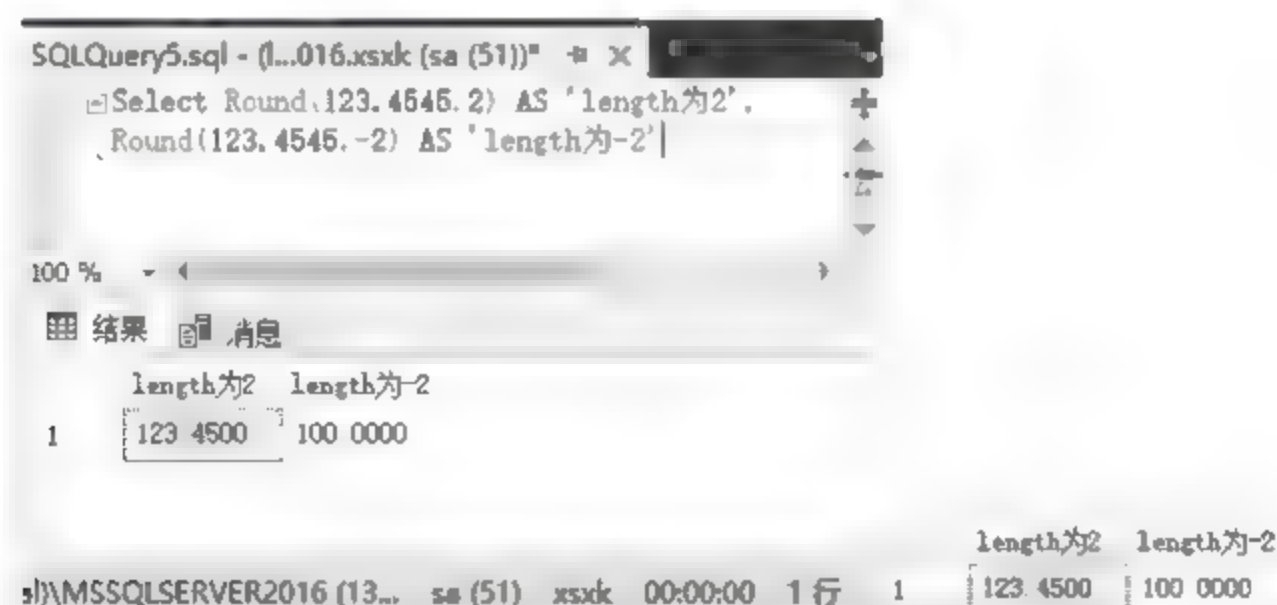 SQLQuery5.sql - (l...016.xsxk (sa (51))*
Select Round(123.4545.2) AS 'length为2',
Round(123.4545.-2) AS 'length为-2'
100 %
结果 消息
length为2 length为-2
1 123 4500 100 0000
\MSSQLSERVER2016 (13... sa (51) xsxk 00:00:00 1 行
length为2 length为-2
1 123.4500 100 0000